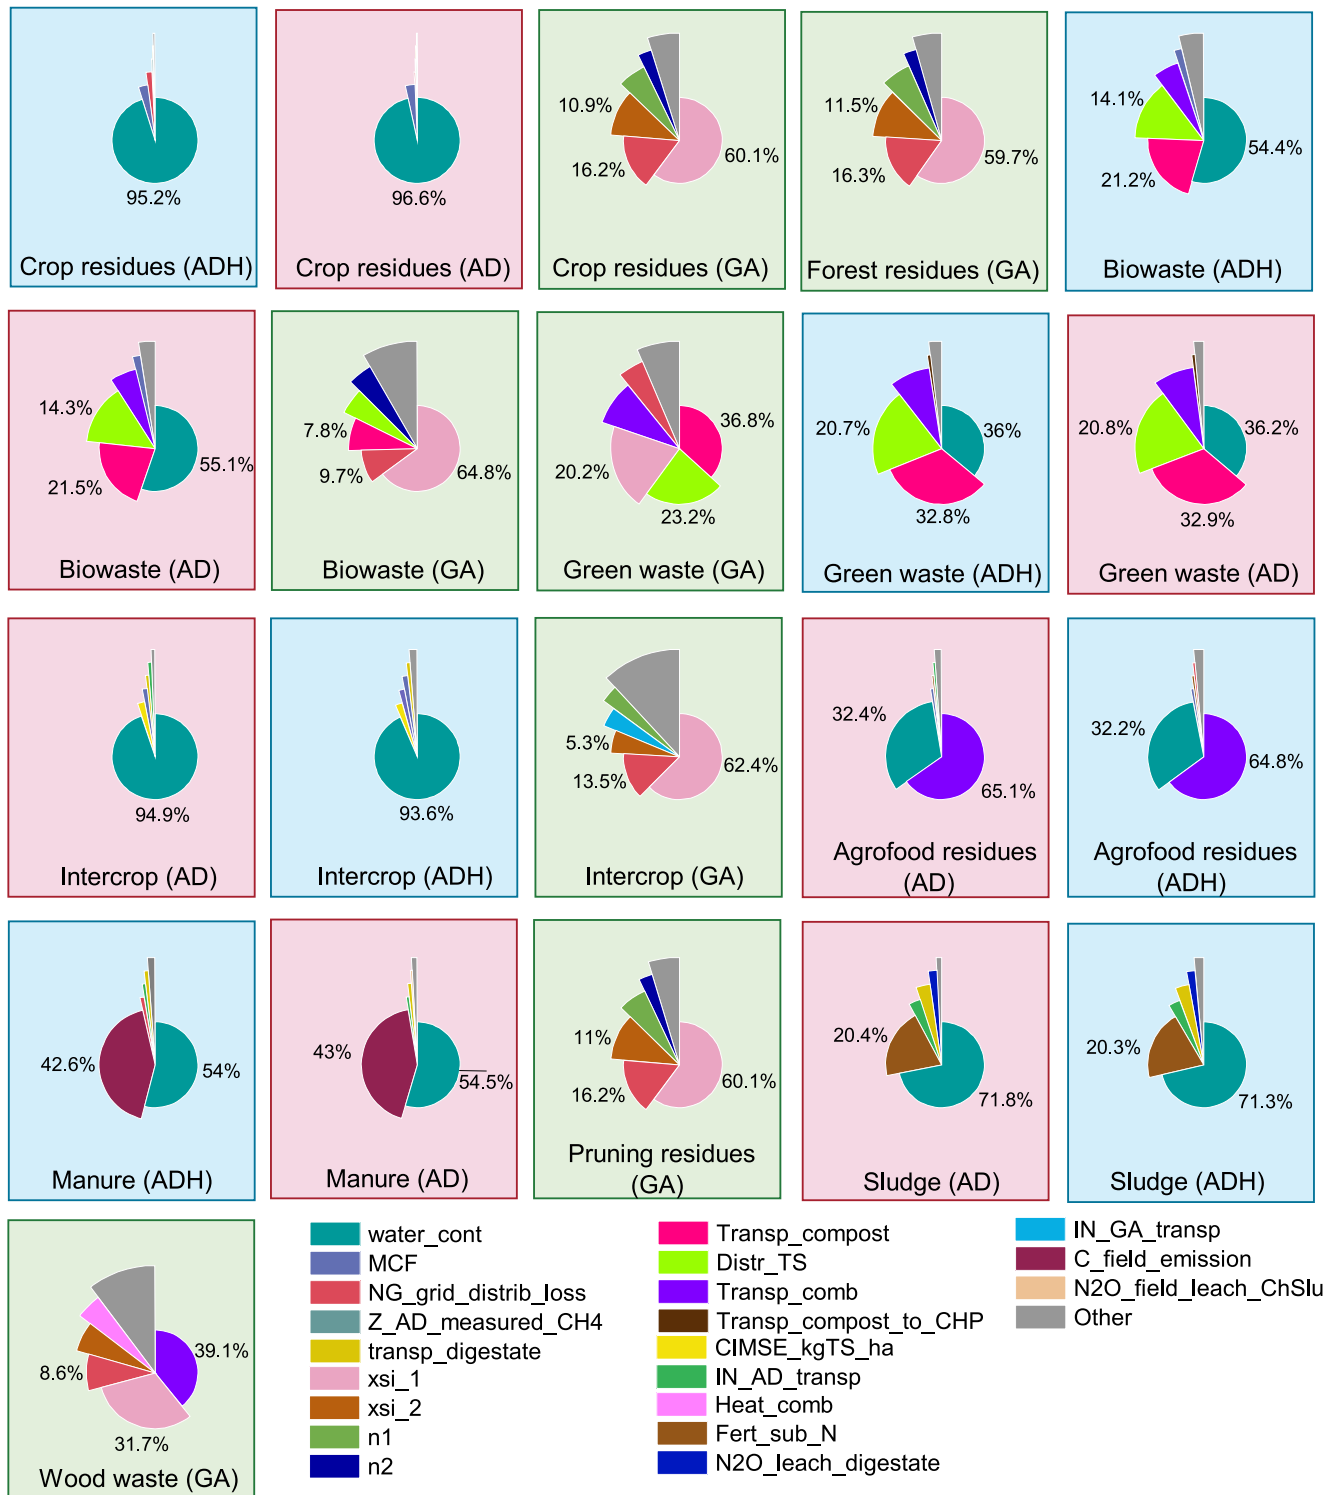 95.2%
Crop residues (ADH)
96.6%
Crop residues (AD)
10.9%
16.2%
60.1%
Crop residues (GA)
11.5%
16.3%
59.7%
Forest residues (GA)
14.1%
21.2%
54.4%
Biowaste (ADH)
14.3%
21.5%
55.1%
Biowaste (AD)
7.8%
9.7%
64.8%
Biowaste (GA)
36.8%
20.2%
23.2%
Green waste (GA)
20.7%
36%
32.8%
Green waste (ADH)
20.8%
36.2%
32.9%
Green waste (AD)
94.9%
Intercrop (AD)
93.6%
Intercrop (ADH)
5.3%
13.5%
62.4%
Intercrop (GA)
32.4%
65.1%
Agrofood residues
(AD)
32.2%
64.8%
Agrofood residues
(ADH)
42.6%
54%
Manure (ADH)
43%
54.5%
Manure (AD)
11%
16.2%
60.1%
Pruning residues
(GA)
20.4%
71.8%
Sludge (AD)
20.3%
71.3%
Sludge (ADH)
39.1%
8.6%
31.7%
Wood waste (GA)
water_cont
MCF
NG_grid_distrib_loss
Z_AD_measured_CH4
transp_digestate
xsi_1
xsi_2
n1
n2
Transp_compost
Distr_TS
Transp_comb
Transp_compost_to_CHP
CIMSE_kgTS_ha
IN_AD_transp
Heat_comb
Fert_sub_N
N2O_leach_digestate
IN_GA_transp
C_field_emission
N2O_field_leach_ChSlu
Other